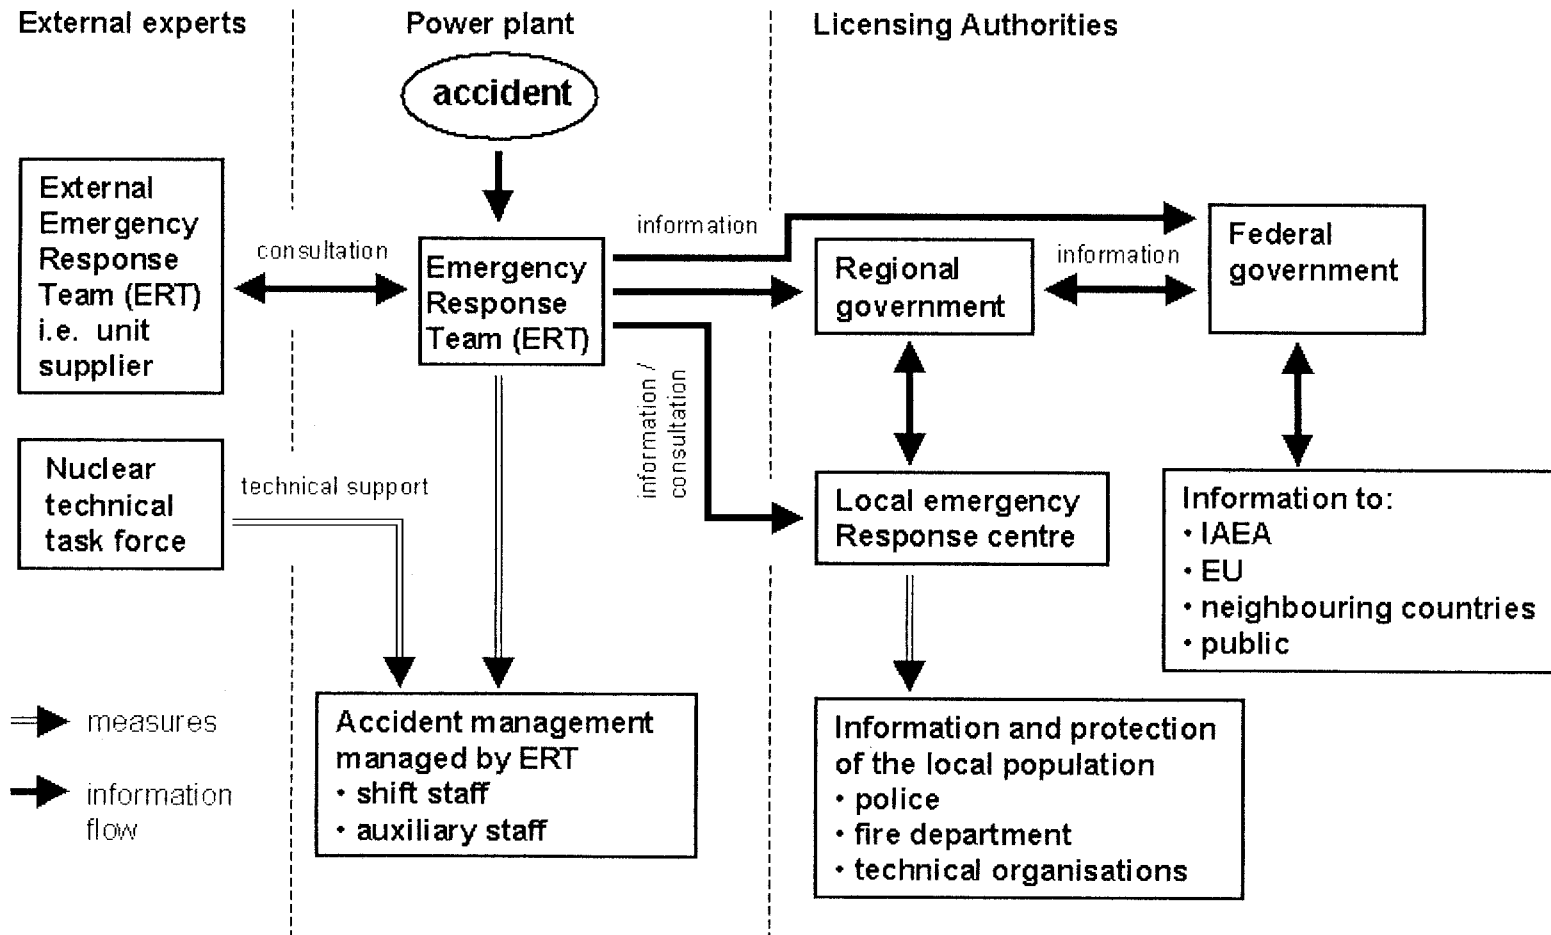 External experts
Power plant
Licensing Authorities
accident
External
Emergency
Response
Team (ERT)
i.e. unit
supplier
consultation
Emergency
Response
Team (ERT)
information
Regional
government
information
Federal
government
information /
consultation
Nuclear
technical
task force
technical support
Local emergency
Response centre
Information to:
• IAEA
• EU
• neighbouring countries
• public
measures
information
flow
Accident management
managed by ERT
• shift staff
• auxiliary staff
Information and protection
of the local population
• police
• fire department
• technical organisations